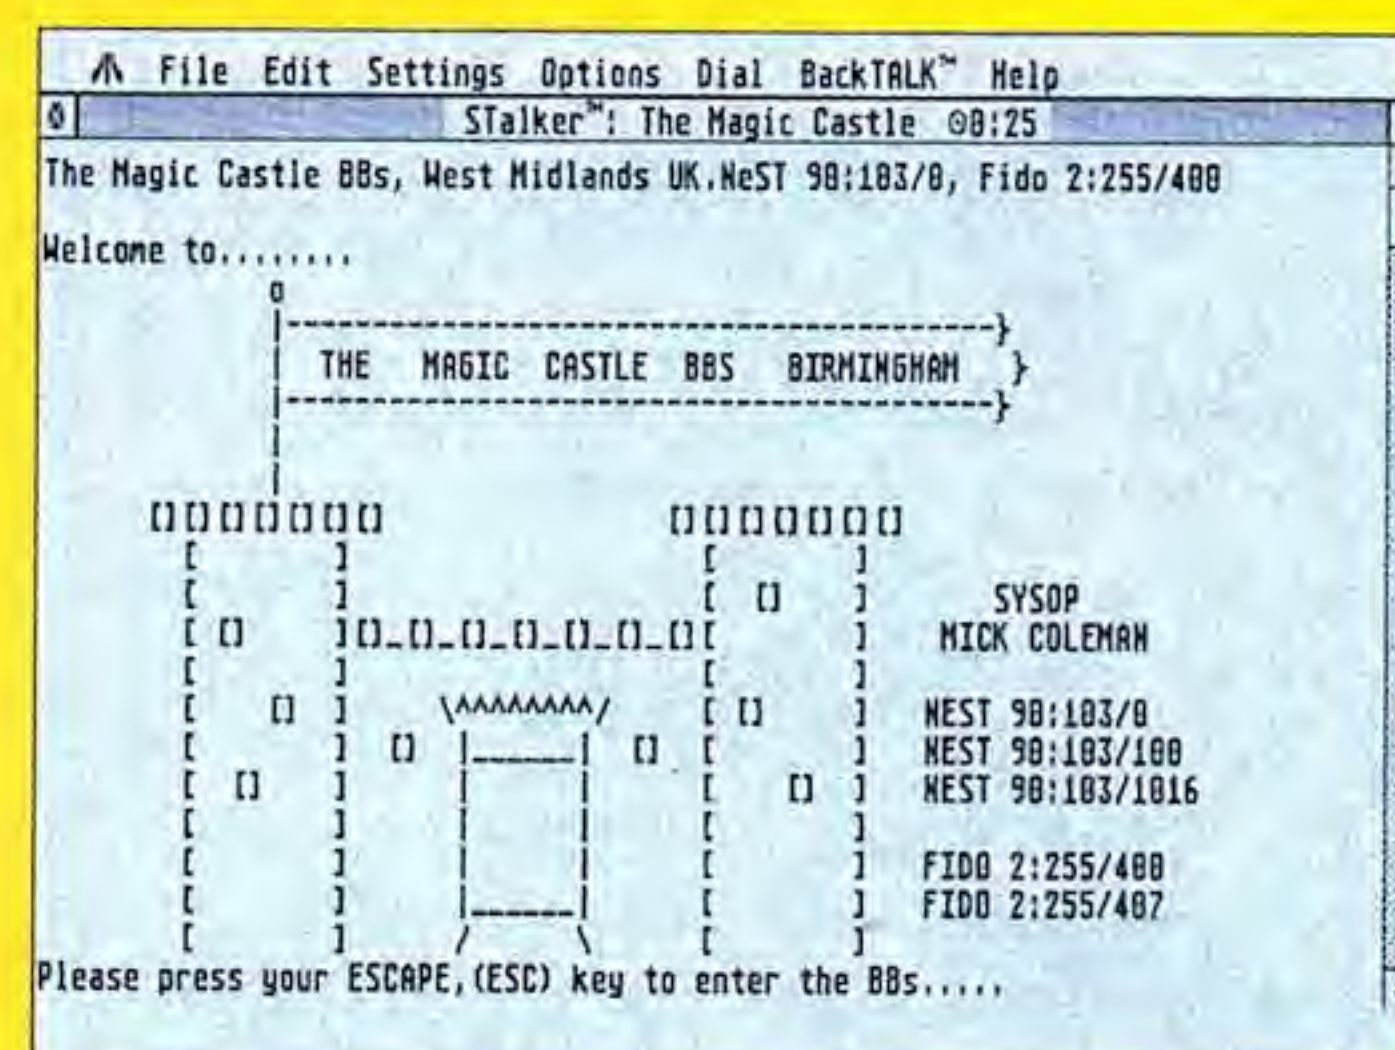 File Edit Settings Options Dial BackTALK™ Help
STalker™: The Magic Castle 00:25
The Magic Castle BBs, West Midlands UK.NeST 90:103/0, Fido 2:255/400
Welcome to........
THE MAGIC CASTLE BBS BIRMINGHAM
SYSOP
MICK COLEMAN
NEST 90:103/0
NEST 90:103/100
NEST 90:103/1016
FIDO 2:255/400
FIDO 2:255/407
Please press your ESCAPE,(ESC) key to enter the BBs.....